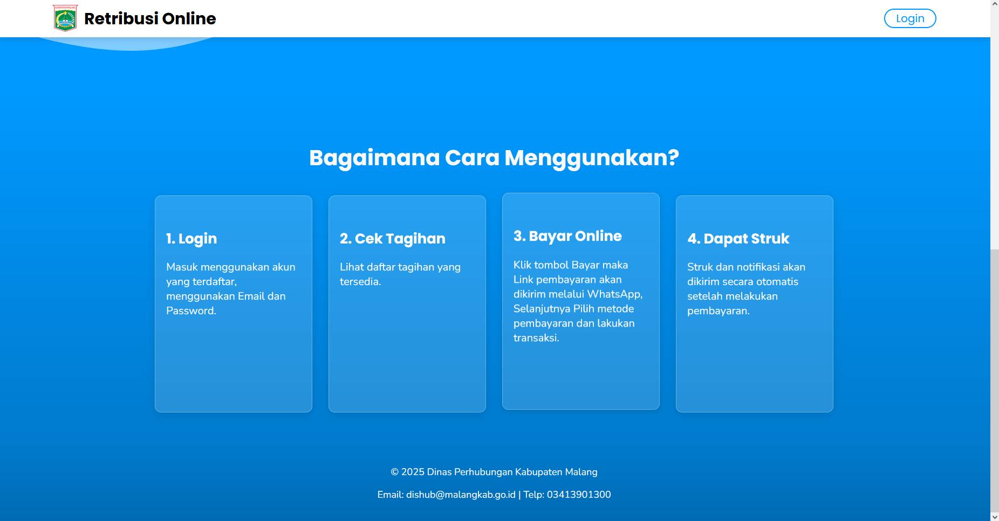 KABUPATEN MALANG
Retribusi Online
Login
Bagaimana Cara Menggunakan?
1. Login
Masuk menggunakan akun
yang terdaftar,
menggunakan Email dan
Password.
2. Cek Tagihan
Lihat daftar tagihan yang
tersedia.
3. Bayar Online
Klik tombol Bayar maka
Link pembayaran akan
dikirim melalui WhatsApp,
Selanjutnya Pilih metode
pembayaran dan lakukan
transaksi.
4. Dapat Struk
Struk dan notifikasi akan
dikirim secara otomatis
setelah melakukan
pembayaran.
© 2025 Dinas Perhubungan Kabupaten Malang
Email: dishub@malangkab.go.id | Telp: 03413901300